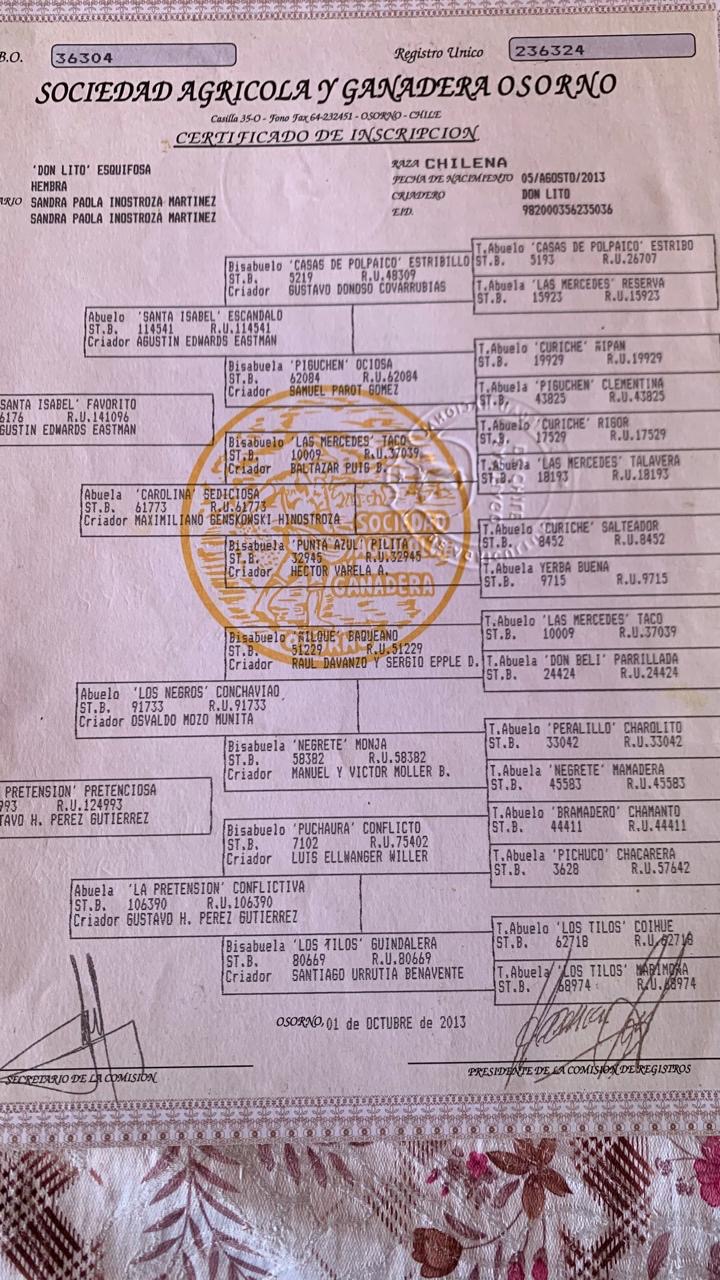 B.O. 36304 Registro Unico 236324
SOCIEDAD AGRICOLA Y GANADERA OSORNO
Casilla 35-O - Fono Fax 64-232451 - OSORNO - CHILE
CERTIFICADO DE INSCRIPCION
'DON LITO' ESQUIFOSA
HEMBRA
ARIO SANDRA PAOLA INOSTROZA MARTINEZ
SANDRA PAOLA INOSTROZA MARTINEZ
RAZA CHILENA
FECHA DE NACIMIENTO 05/AGOSTO/2013
CRIADERO DON LITO
E.I.D. 982000356235036
T.Abuelo 'CASAS DE POLPAICO' ESTRIBO
ST.B. 5193 R.U.26707
Bisabuelo 'CASAS DE POLPAICO' ESTRIBILLO
ST.B. 5219 R.U.48309
Criador GUSTAVO DONOSO COVARRUBIAS
T.Abuelo 'LAS MERCEDES' RESERVA
ST.B. 15923 R.U.15923
Abuelo 'SANTA ISABEL' ESCANDALO
ST.B. 114541 R.U.114541
Criador AGUSTIN EDWARDS EASTMAN
T.Abuelo 'CURICHE' ÑIPAN
ST.B. 19929 R.U.19929
Bisabuela 'PIGUCHEN' OCIOSA
ST.B. 62084 R.U.62084
Criador SAMUEL PAROT GOMEZ
T.Abuela 'PIGUCHEN' CLEMENTINA
ST.B. 43825 R.U.43825
SANTA ISABEL' FAVORITO
6176 R.U.141096
GUSTIN EDWARDS EASTMAN
T.Abuelo 'CURICHE' RIGOR
ST.B. 17529 R.U.17529
Bisabuelo 'LAS MERCEDES' TACO
ST.B. 10009 R.U.37039
Criador BALTAZAR PUIG B.
T.Abuela 'LAS MERCEDES' TALAVERA
ST.B. 18193 R.U.18193
Abuela 'CAROLINA' SEDICIOSA
ST.B. 61773 R.U.61773
Criador MAXIMILIANO GENSKOWSKI HINOSTROZA
T.Abuelo 'CURICHE' SALTEADOR
ST.B. 8452 R.U.8452
Bisabuela 'PUNTA AZUL' PILITA
ST.B. 32945 R.U.32945
Criador HECTOR VARELA A.
T.Abuela YERBA BUENA
ST.B. 9715 R.U.9715
SOCIEDAD
GANADERA
OSORNO
T.Abuelo 'LAS MERCEDES' TACO
ST.B. 10009 R.U.37039
Bisabuelo 'ÑILQUE' BAQUEANO
ST.B. 51229 R.U.51229
Criador RAUL DAVANZO Y SERGIO EPPLE D.
T.Abuela 'DON BELI' PARRILLADA
ST.B. 24424 R.U.24424
Abuelo 'LOS NEGROS' CONCHAVIAO
ST.B. 91733 R.U.91733
Criador OSVALDO MOZO MUNITA
T.Abuelo 'PERALILLO' CHAROLITO
ST.B. 33042 R.U.33042
Bisabuela 'NEGRETE' MONJA
ST.B. 58382 R.U.58382
Criador MANUEL Y VICTOR MOLLER B.
T.Abuela 'NEGRETE' MAMADERA
ST.B. 45583 R.U.45583
PRETENSION' PRETENCIOSA
993 R.U.124993
TAVO H. PEREZ GUTIERREZ
T.Abuelo 'BRAMADERO' CHAMANTO
ST.B. 44411 R.U.44411
Bisabuelo 'PUCHAURA' CONFLICTO
ST.B. 7102 R.U.75402
Criador LUIS ELLWANGER WILLER
T.Abuela 'PICHUCO' CHACARERA
ST.B. 3628 R.U.57642
Abuela 'LA PRETENSION' CONFLICTIVA
ST.B. 106390 R.U.106390
Criador GUSTAVO H. PEREZ GUTIERREZ
T.Abuelo 'LOS TILOS' COIHUE
ST.B. 62718 R.U.62718
Bisabuela 'LOS TILOS' GUINDALERA
ST.B. 80669 R.U.80669
Criador SANTIAGO URRUTIA BENAVENTE
T.Abuela 'LOS TILOS' MARIMOÑA
ST.B. 68974 R.U.68974
OSORNO, 01 de OCTUBRE de 2013
SECRETARIO DE LA COMISION
PRESIDENTE DE LA COMISION DE REGISTROS